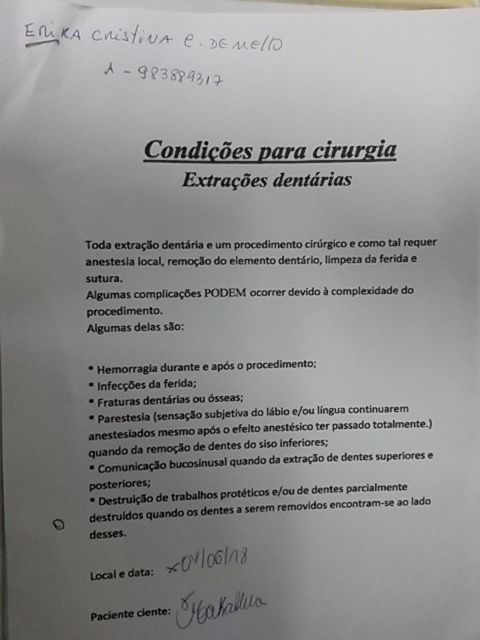 ERIKA CRISTINA C. DE MELLO
A - 983889317
Condições para cirurgia
Extrações dentárias
Toda extração dentária e um procedimento cirúrgico e como tal requer
anestesia local, remoção do elemento dentário, limpeza da ferida e
sutura.
Algumas complicações PODEM ocorrer devido à complexidade do
procedimento.
Algumas delas são:
* Hemorragia durante e após o procedimento;
* Infecções da ferida;
* Fraturas dentárias ou ósseas;
* Parestesia (sensação subjetiva do lábio e/ou língua continuarem
anestesiados mesmo após o efeito anestésico ter passado totalmente.)
quando da remoção de dentes do siso inferiores;
* Comunicação bucosinusal quando da extração de dentes superiores e
posteriores;
* Destruição de trabalhos protéticos e/ou de dentes parcialmente
destruídos quando os dentes a serem removidos encontram-se ao lado
desses.
Local e data: x04/06/18
Paciente ciente: x